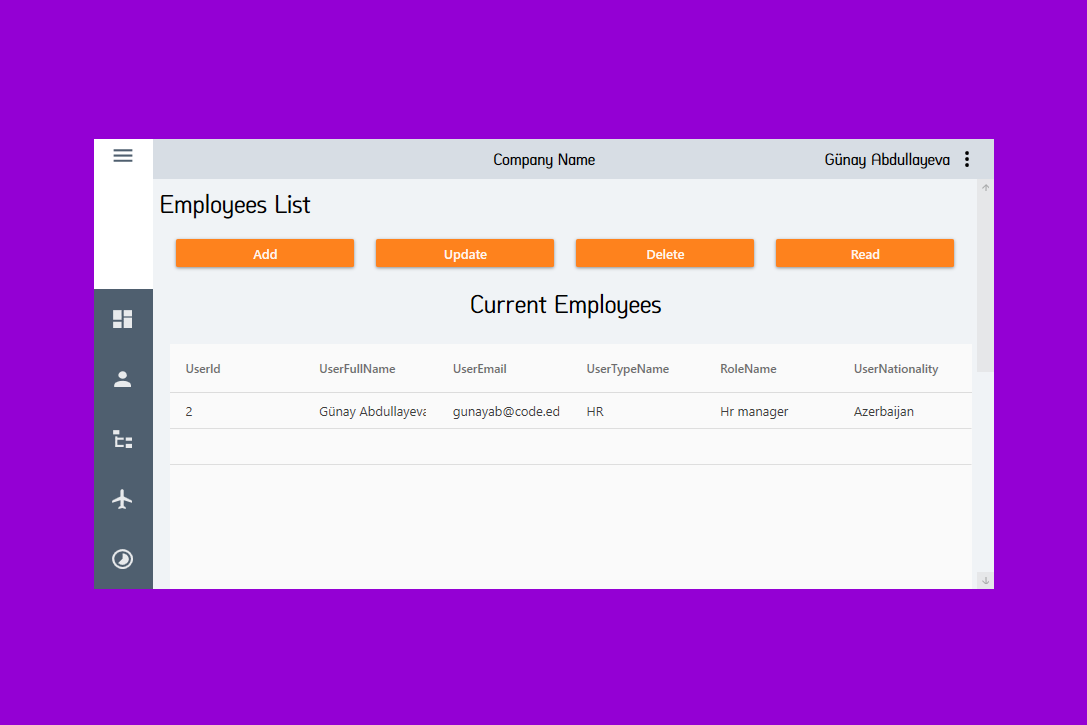 Company Name Günay Abdullayeva
Employees List
Add Update Delete Read
Current Employees
UserId UserFullName UserEmail UserTypeName RoleName UserNationality
2 Günay Abdullayeva gunayab@code.ed HR Hr manager Azerbaijan